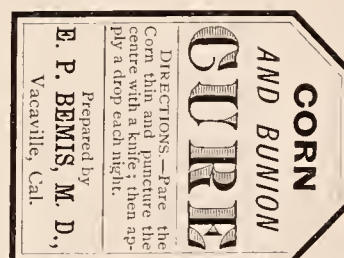 CORN
AND BUNION
CURE
DIRECTIONS.—Pare the
Corn thin and puncture the
centre with a knife; then ap-
ply a drop each night.
Prepared by
E. P. BEMIS, M. D.,
Vacaville, Cal.